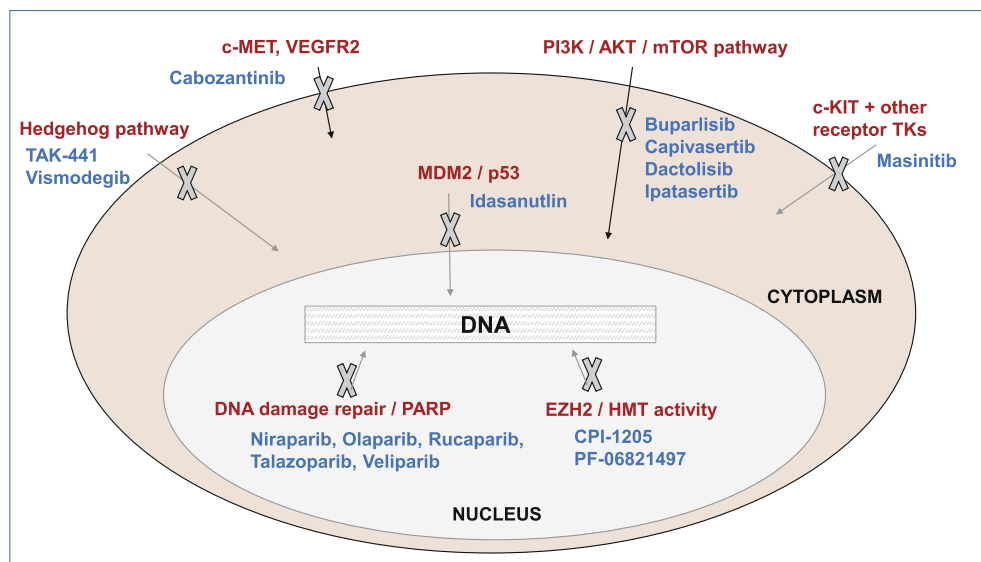 c-MET, VEGFR2
Cabozantinib
PI3K / AKT / mTOR pathway
Buparlisib
Capivasertib
Dactolisib
Ipatasertib
c-KIT + other
receptor TKs
Masinitib
Hedgehog pathway
TAK-441
Vismodegib
MDM2 / p53
Idasanutlin
CYTOPLASM
DNA
DNA damage repair / PARP
Niraparib, Olaparib, Rucaparib,
Talazoparib, Veliparib
EZH2 / HMT activity
CPI-1205
PF-06821497
NUCLEUS